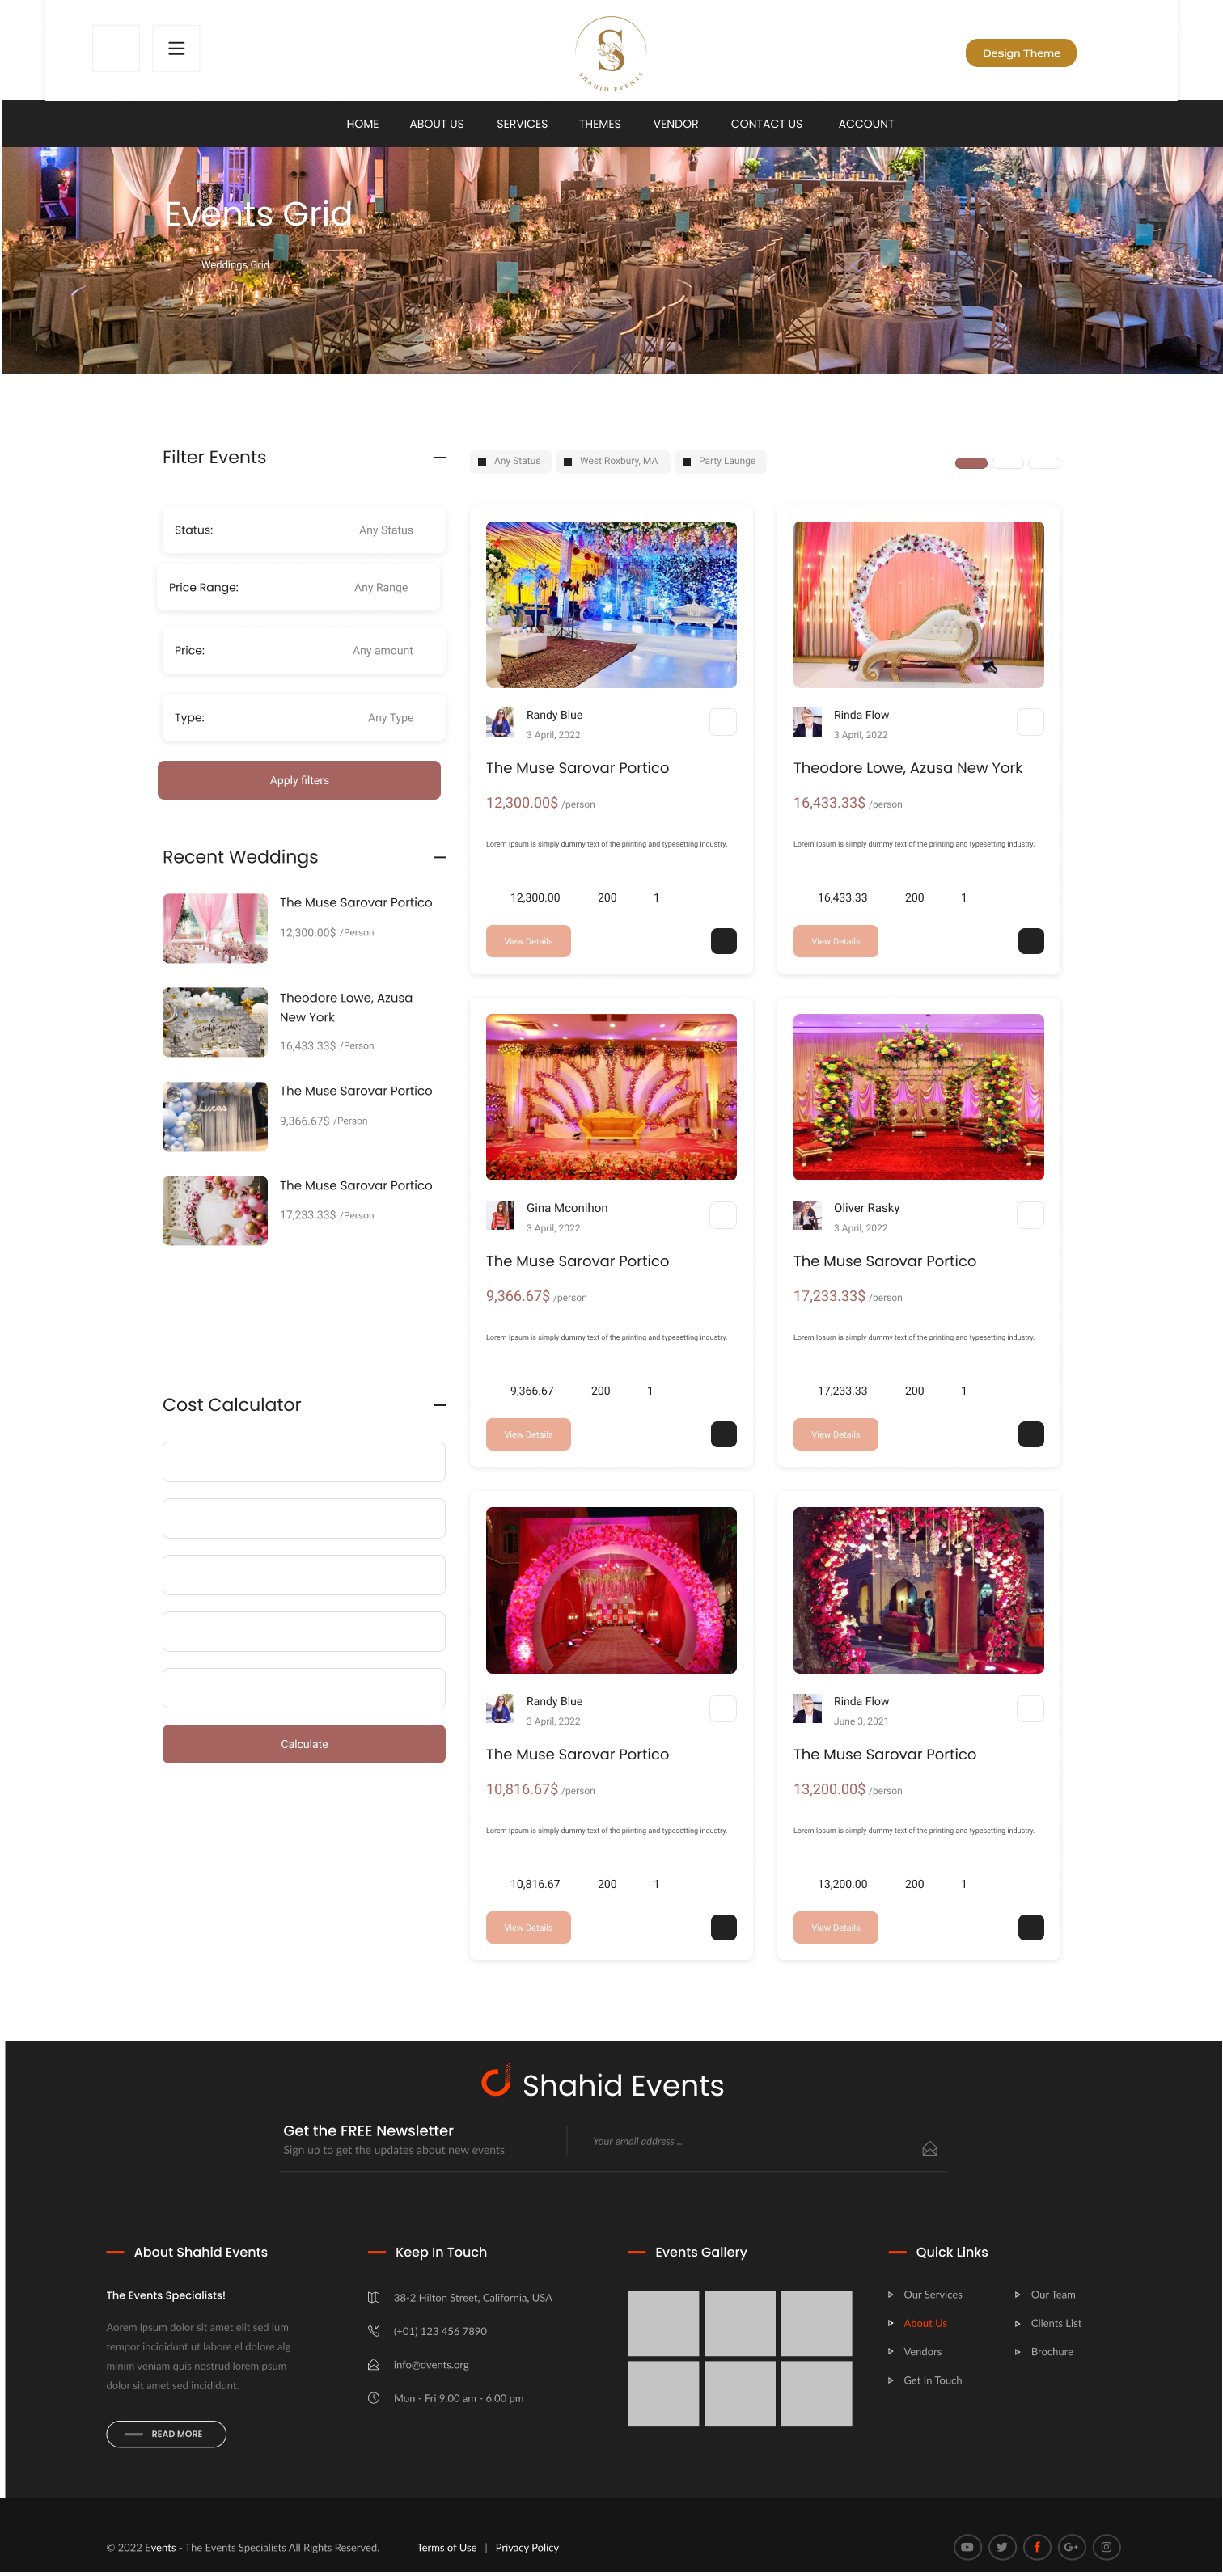 SHAHID EVENTS
Design Theme
HOME ABOUT US SERVICES THEMES VENDOR CONTACT US ACCOUNT
Events Grid
Weddings Grid
Filter Events
Status: Any Status
Price Range: Any Range
Price: Any amount
Type: Any Type
Apply filters
Recent Weddings
The Muse Sarovar Portico
12,300.00$ /Person
Theodore Lowe, Azusa
New York
16,433.33$ /Person
The Muse Sarovar Portico
9,366.67$ /Person
Lucas
The Muse Sarovar Portico
17,233.33$ /Person
Cost Calculator
Calculate
Any Status West Roxbury, MA Party Launge
Randy Blue
3 April, 2022
The Muse Sarovar Portico
12,300.00$ /person
Lorem Ipsum is simply dummy text of the printing and typesetting industry.
12,300.00 200 1
View Details
Rinda Flow
3 April, 2022
Theodore Lowe, Azusa New York
16,433.33$ /person
Lorem Ipsum is simply dummy text of the printing and typesetting industry.
16,433.33 200 1
View Details
Gina Mconihon
3 April, 2022
The Muse Sarovar Portico
9,366.67$ /person
Lorem Ipsum is simply dummy text of the printing and typesetting industry.
9,366.67 200 1
View Details
Oliver Rasky
3 April, 2022
The Muse Sarovar Portico
17,233.33$ /person
Lorem Ipsum is simply dummy text of the printing and typesetting industry.
17,233.33 200 1
View Details
Randy Blue
3 April, 2022
The Muse Sarovar Portico
10,816.67$ /person
Lorem Ipsum is simply dummy text of the printing and typesetting industry.
10,816.67 200 1
View Details
Rinda Flow
June 3, 2021
The Muse Sarovar Portico
13,200.00$ /person
Lorem Ipsum is simply dummy text of the printing and typesetting industry.
13,200.00 200 1
View Details
Shahid Events
Get the FREE Newsletter
Sign up to get the updates about new events
Your email address ...
About Shahid Events
The Events Specialists!
Aorem ipsum dolor sit amet elit sed lum
tempor incididunt ut labore el dolore alg
minim veniam quis nostrud lorem psum
dolor sit amet sed incididunt.
READ MORE
Keep In Touch
38-2 Hilton Street, California, USA
(+01) 123 456 7890
info@dvents.org
Mon - Fri 9.00 am - 6.00 pm
Events Gallery
Quick Links
Our Services
About Us
Vendors
Get In Touch
Our Team
Clients List
Brochure
© 2022 Events - The Events Specialists All Rights Reserved.
Terms of Use | Privacy Policy
G+